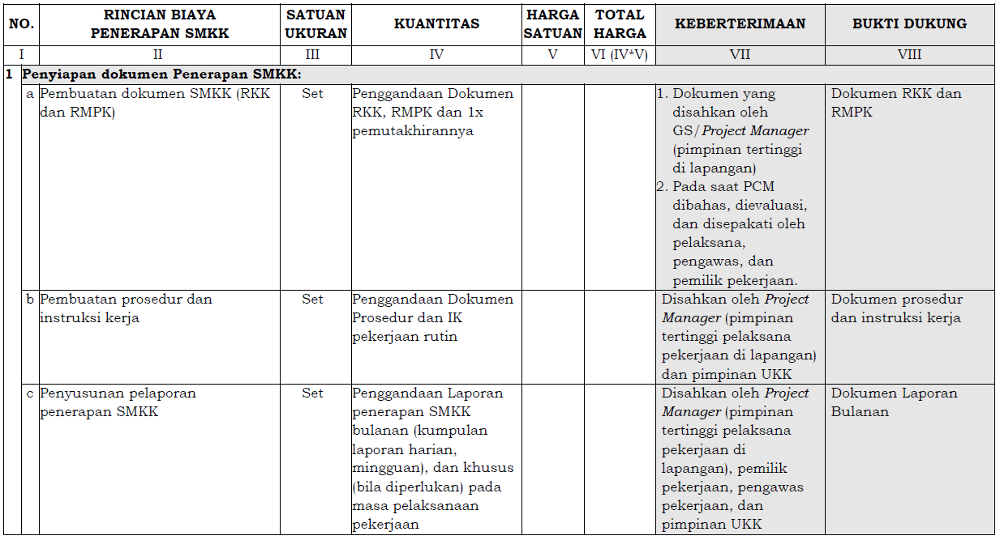 NO.
RINCIAN BIAYA
PENERAPAN SMKK
SATUAN
UKURAN
KUANTITAS
HARGA
SATUAN
TOTAL
HARGA
KEBERTERIMAAN
BUKTI DUKUNG
I
II
III
IV
V
VI (IV*V)
VII
VIII
1
Penyiapan dokumen Penerapan SMKK:
a
Pembuatan dokumen SMKK (RKK
dan RMPK)
Set
Penggandaan Dokumen
RKK, RMPK dan 1x
pemutakhirannya
1. Dokumen yang
disahkan oleh
GS/Project Manager
(pimpinan tertinggi
di lapangan)
2. Pada saat PCM
dibahas, dievaluasi,
dan disepakati oleh
pelaksana,
pengawas, dan
pemilik pekerjaan.
Dokumen RKK dan
RMPK
b
Pembuatan prosedur dan
instruksi kerja
Set
Penggandaan Dokumen
Prosedur dan IK
pekerjaan rutin
Disahkan oleh Project
Manager (pimpinan
tertinggi pelaksana
pekerjaan di lapangan)
dan pimpinan UKK
Dokumen prosedur
dan instruksi kerja
c
Penyusunan pelaporan
penerapan SMKK
Set
Penggandaan Laporan
penerapan SMKK
bulanan (kumpulan
laporan harian,
mingguan), dan khusus
(bila diperlukan) pada
masa pelaksanaan
pekerjaan
Disahkan oleh Project
Manager (pimpinan
tertinggi pelaksana
pekerjaan di
lapangan), pemilik
pekerjaan, pengawas
pekerjaan, dan
pimpinan UKK
Dokumen Laporan
Bulanan